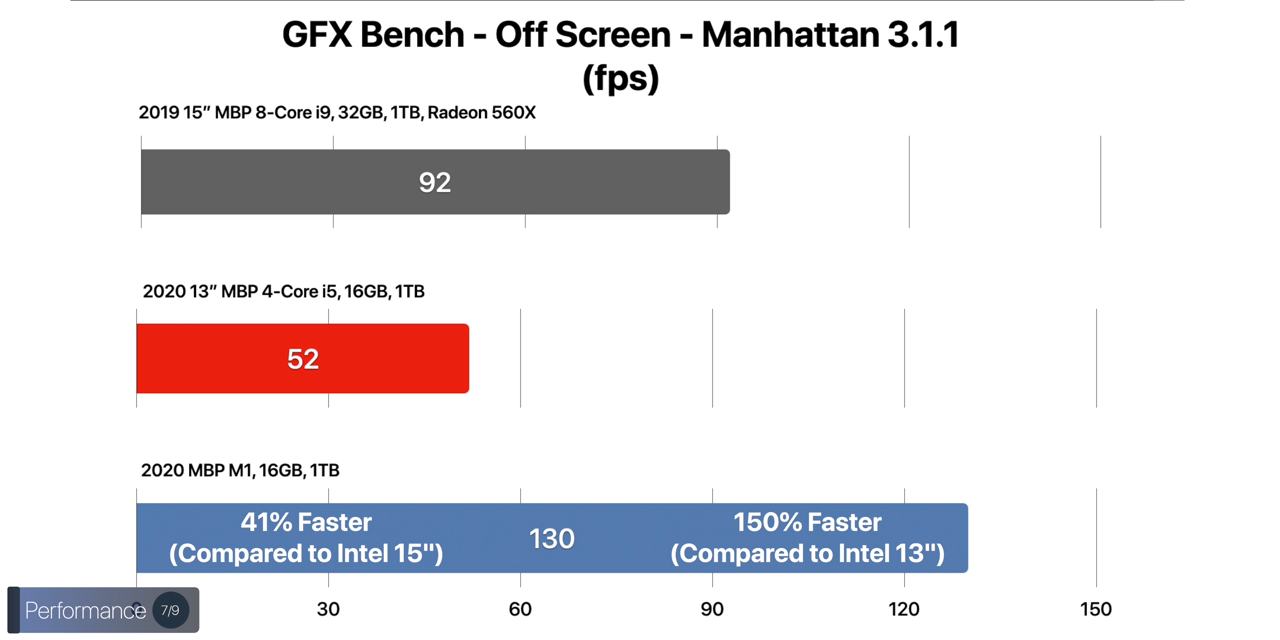 GFX Bench - Off Screen - Manhattan 3.1.1
(fps)
2019 15” MBP 8-Core i9, 32GB, 1TB, Radeon 560X
92
2020 13” MBP 4-Core i5, 16GB, 1TB
52
2020 MBP M1, 16GB, 1TB
41% Faster
(Compared to Intel 15")
130
150% Faster
(Compared to Intel 13")
0 30 60 90 120 150
Performance 7/9